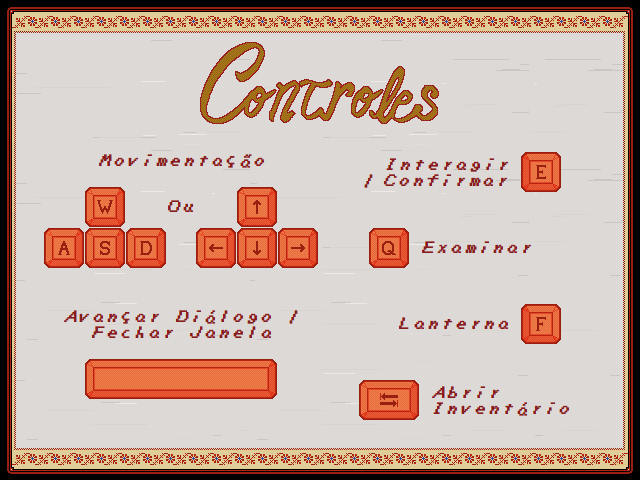 Controles
Movimentação
W
Ou
↑
A S D
← ↓ →
Interagir
/ Confirmar
E
Q
Examinar
Avançar Diálogo /
Fechar Janela
Lanterna
F
Abrir
Inventário